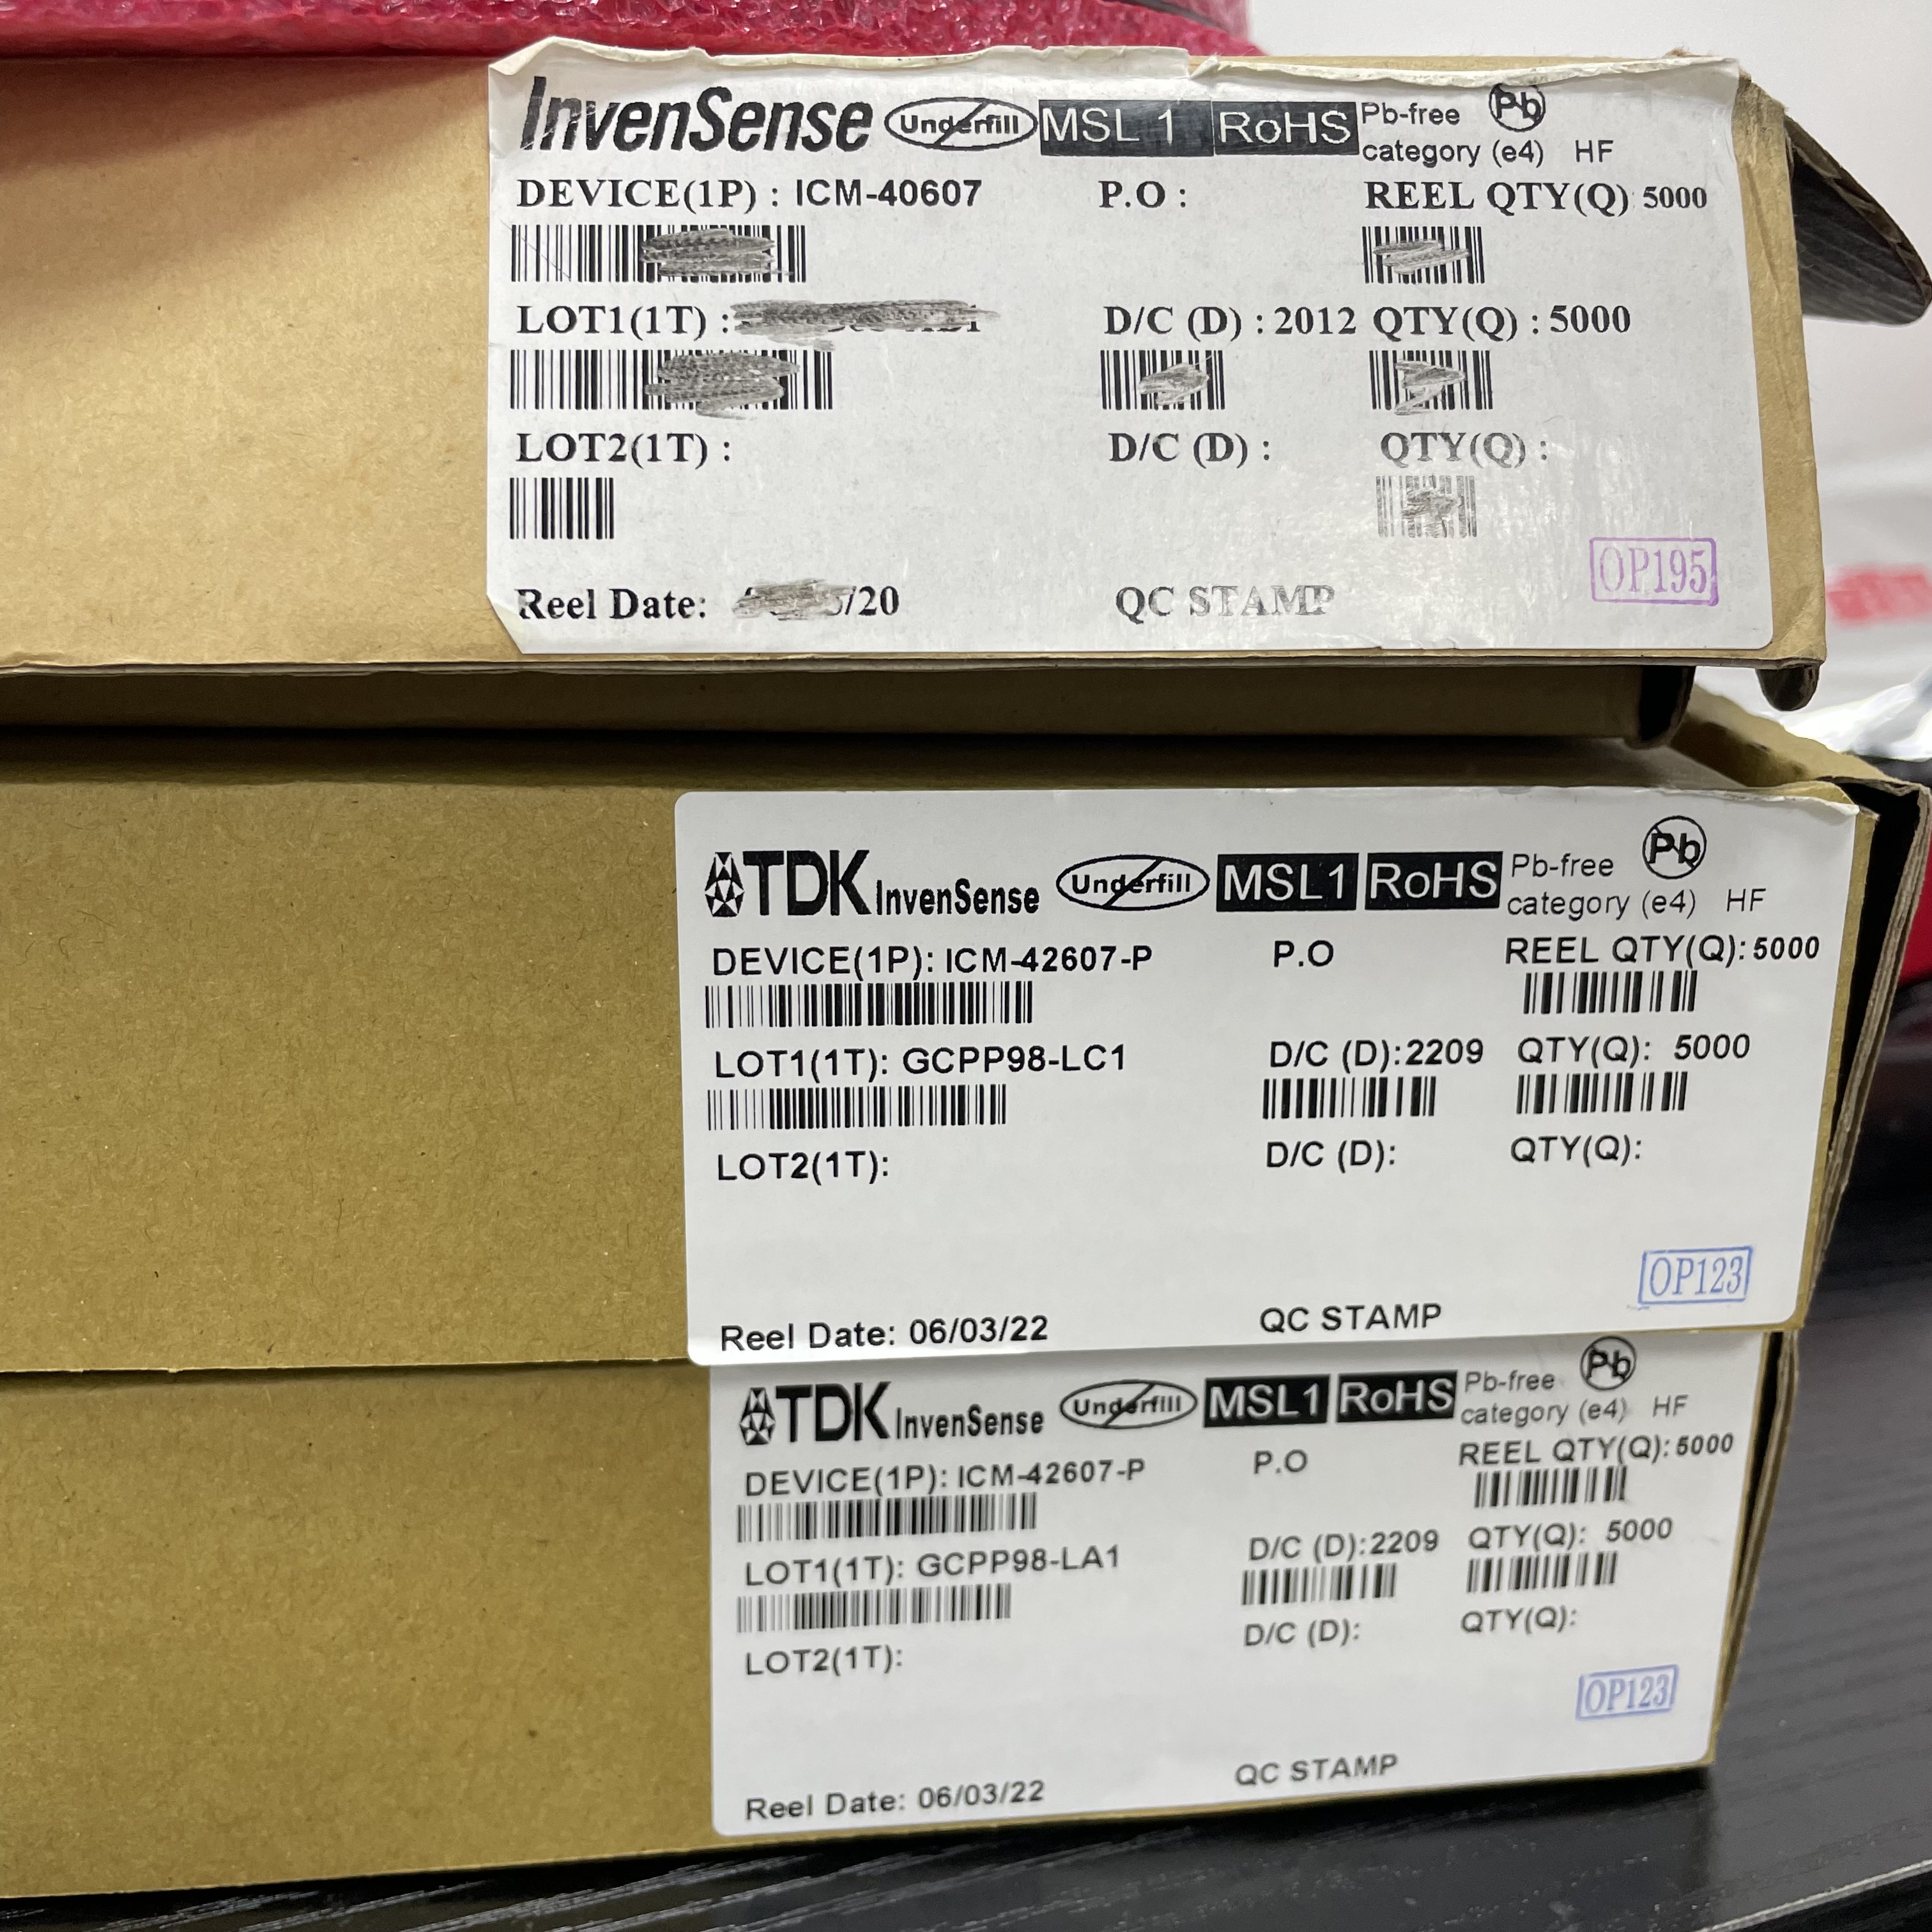 InvenSense Underfill MSL 1 RoHS Pb-free Pb
category (e4) HF
DEVICE(1P) : ICM-40607 P.O : REEL QTY(Q) 5000
LOT1(1T) : D/C (D) : 2012 QTY(Q) : 5000
LOT2(1T) : D/C (D) : QTY(Q) :
OP195
Reel Date: /20 QC STAMP
TDK InvenSense Underfill MSL1 RoHS Pb-free Pb
category (e4) HF
DEVICE(1P): ICM-42607-P P.O REEL QTY(Q): 5000
LOT1(1T): GCPP98-LC1 D/C (D):2209 QTY(Q): 5000
LOT2(1T): D/C (D): QTY(Q):
OP123
Reel Date: 06/03/22 QC STAMP
TDK InvenSense Underfill MSL1 RoHS Pb-free Pb
category (e4) HF
DEVICE(1P): ICM-42607-P P.O REEL QTY(Q): 5000
LOT1(1T): GCPP98-LA1 D/C (D):2209 QTY(Q): 5000
LOT2(1T): D/C (D): QTY(Q):
OP123
Reel Date: 06/03/22 QC STAMP